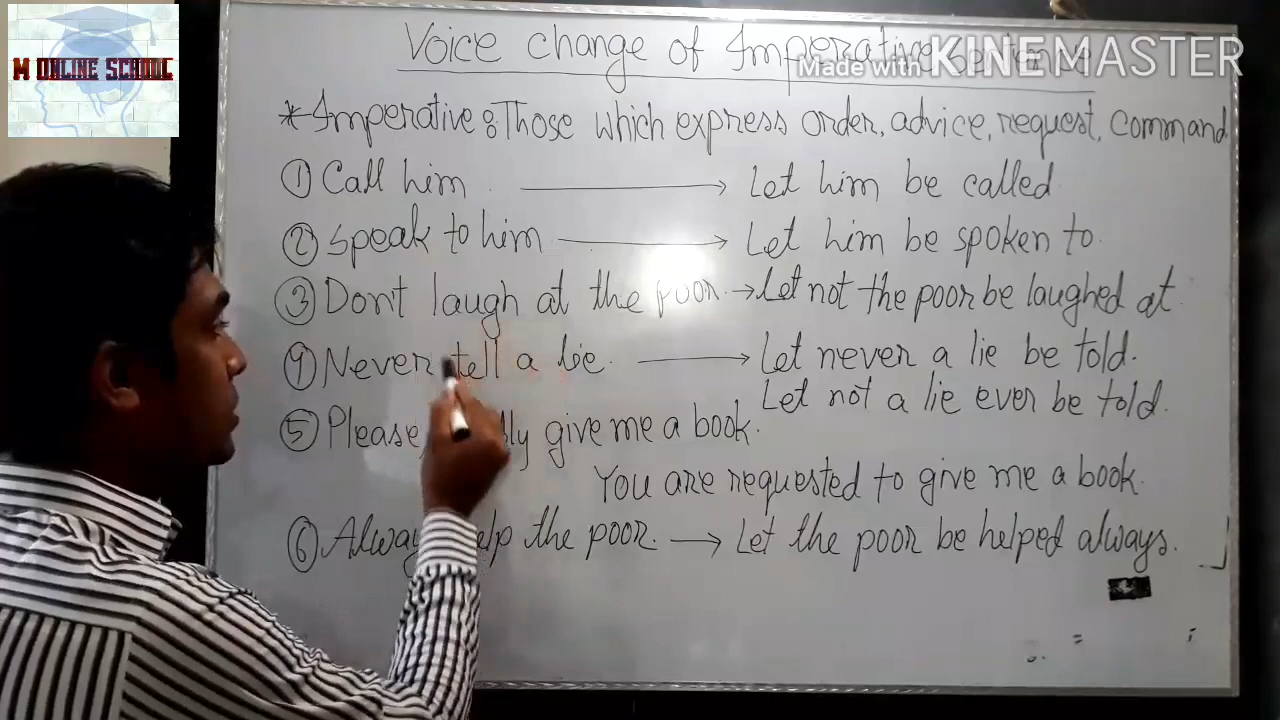 M ONLINE SCHOOL
Voice change of Imperative Sentence
Made with KINEMASTER
*Imperative : Those which express order, advice, request, command
① Call him → Let him be called
② Speak to him → Let him be spoken to.
③ Don't laugh at the poor. → Let not the poor be laughed at
④ Never tell a lie. → Let never a lie be told.
Let not a lie ever be told.
⑤ Please, give me a book.
You are requested to give me a book.
⑥ Always help the poor. → Let the poor be helped always.